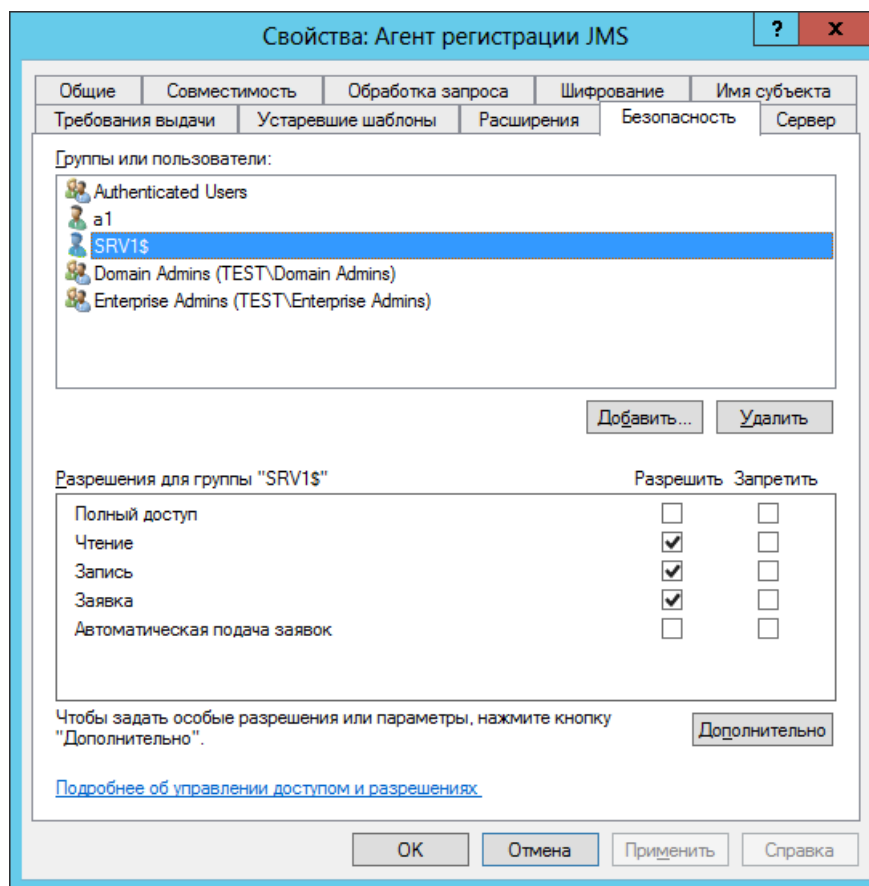 Свойства: Агент регистрации JMS
?
x
Общие
Совместимость
Обработка запроса
Шифрование
Имя субъекта
Требования выдачи
Устаревшие шаблоны
Расширения
Безопасность
Сервер
Группы или пользователи:
Authenticated Users
a1
SRV1$
Domain Admins (TEST\Domain Admins)
Enterprise Admins (TEST\Enterprise Admins)
Добавить...
Удалить
Разрешения для группы "SRV1$"
Разрешить
Запретить
Полный доступ
Чтение
Запись
Заявка
Автоматическая подача заявок
Чтобы задать особые разрешения или параметры, нажмите кнопку
"Дополнительно".
Дополнительно
Подробнее об управлении доступом и разрешениях
OK
Отмена
Применить
Справка